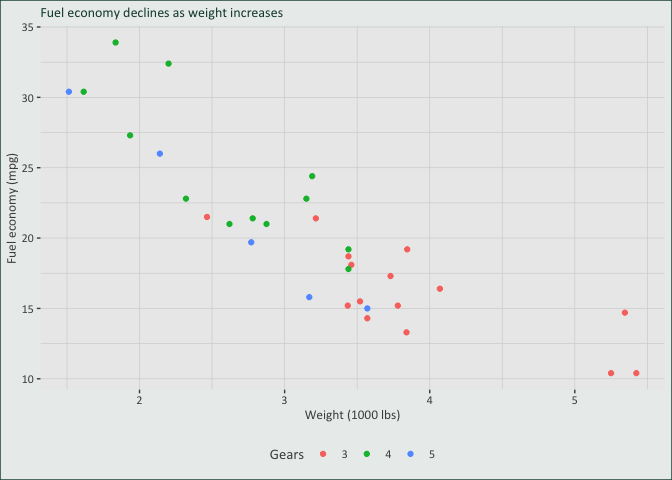 Fuel economy declines as weight increases
35
30
25
20
15
10
Fuel economy (mpg)
2 3 4 5
Weight (1000 lbs)
Gears 3 4 5